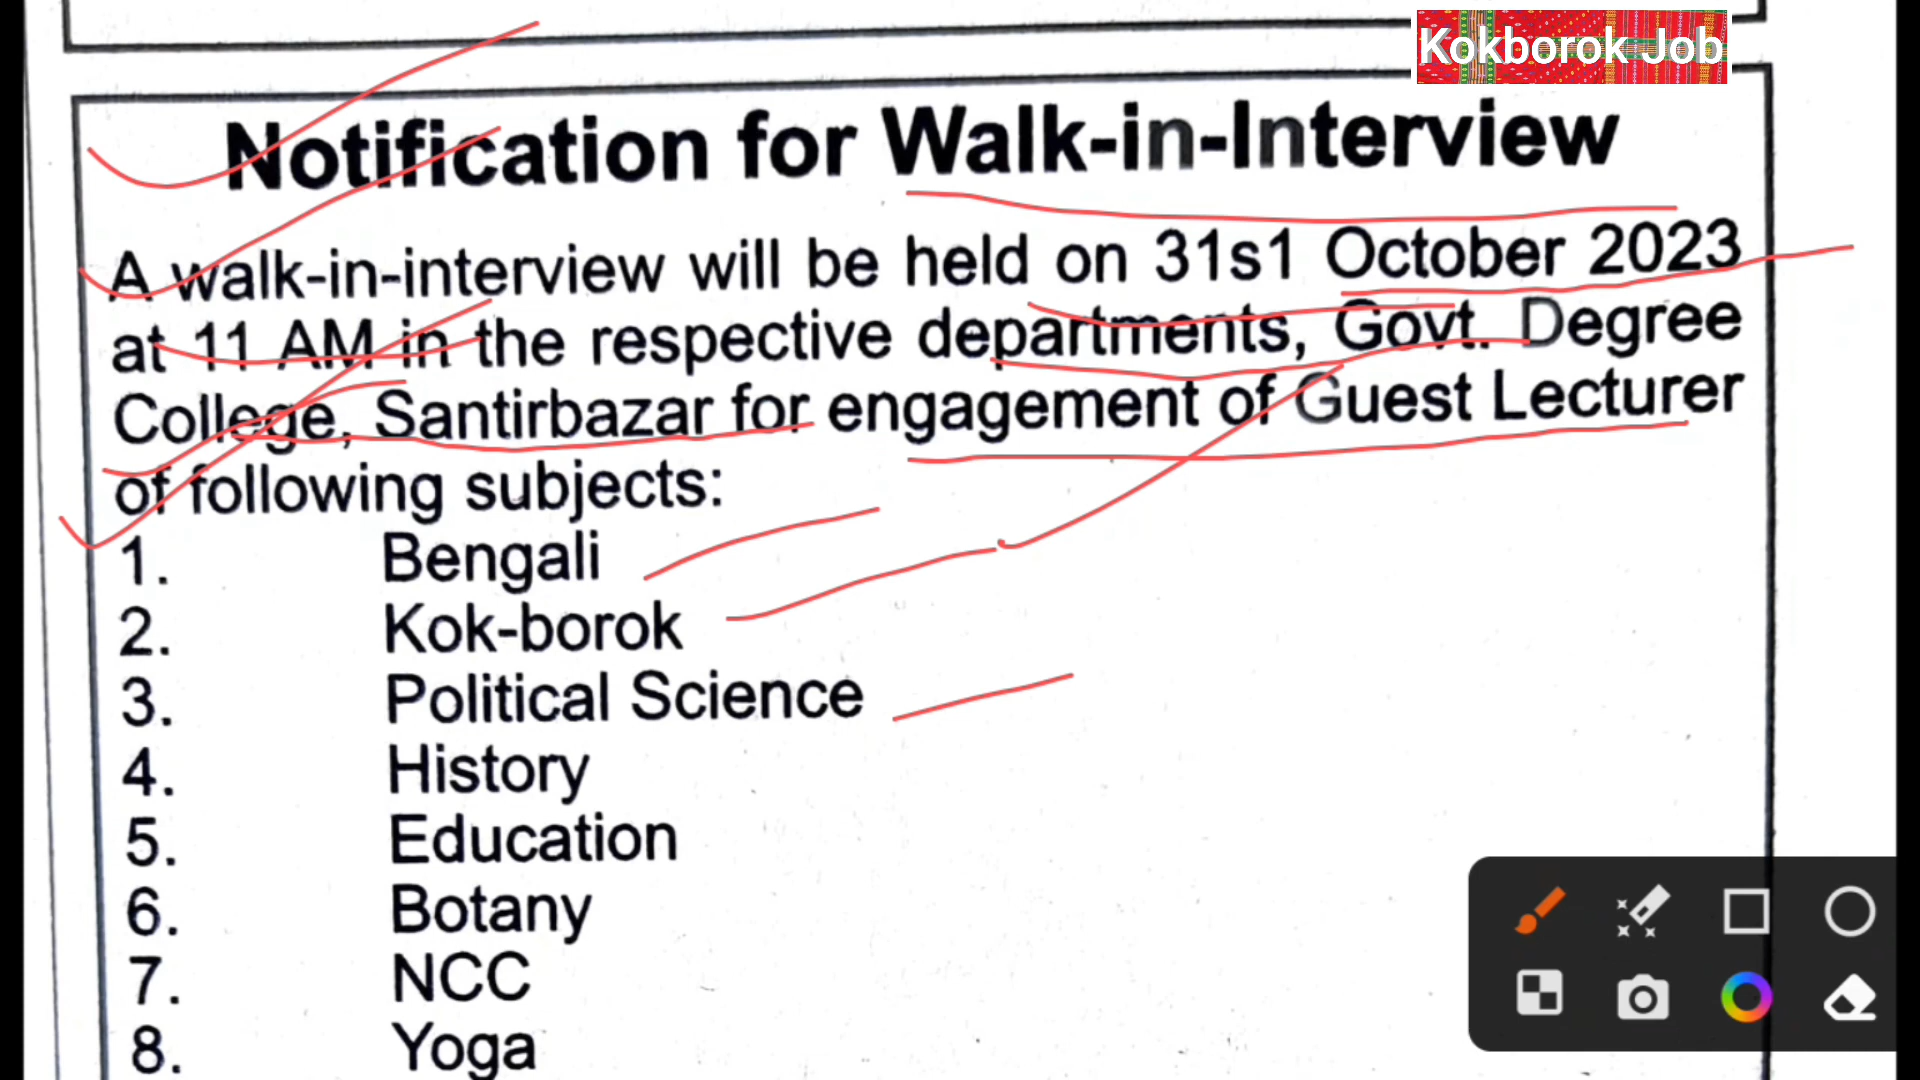 Kokborok Job
Notification for Walk-in-Interview
A walk-in-interview will be held on 31s1 October 2023
at 11 AM in the respective departments, Govt. Degree
College, Santirbazar for engagement of Guest Lecturer
of following subjects:
1. Bengali
2. Kok-borok
3. Political Science
4. History
5. Education
6. Botany
7. NCC
8. Yoga